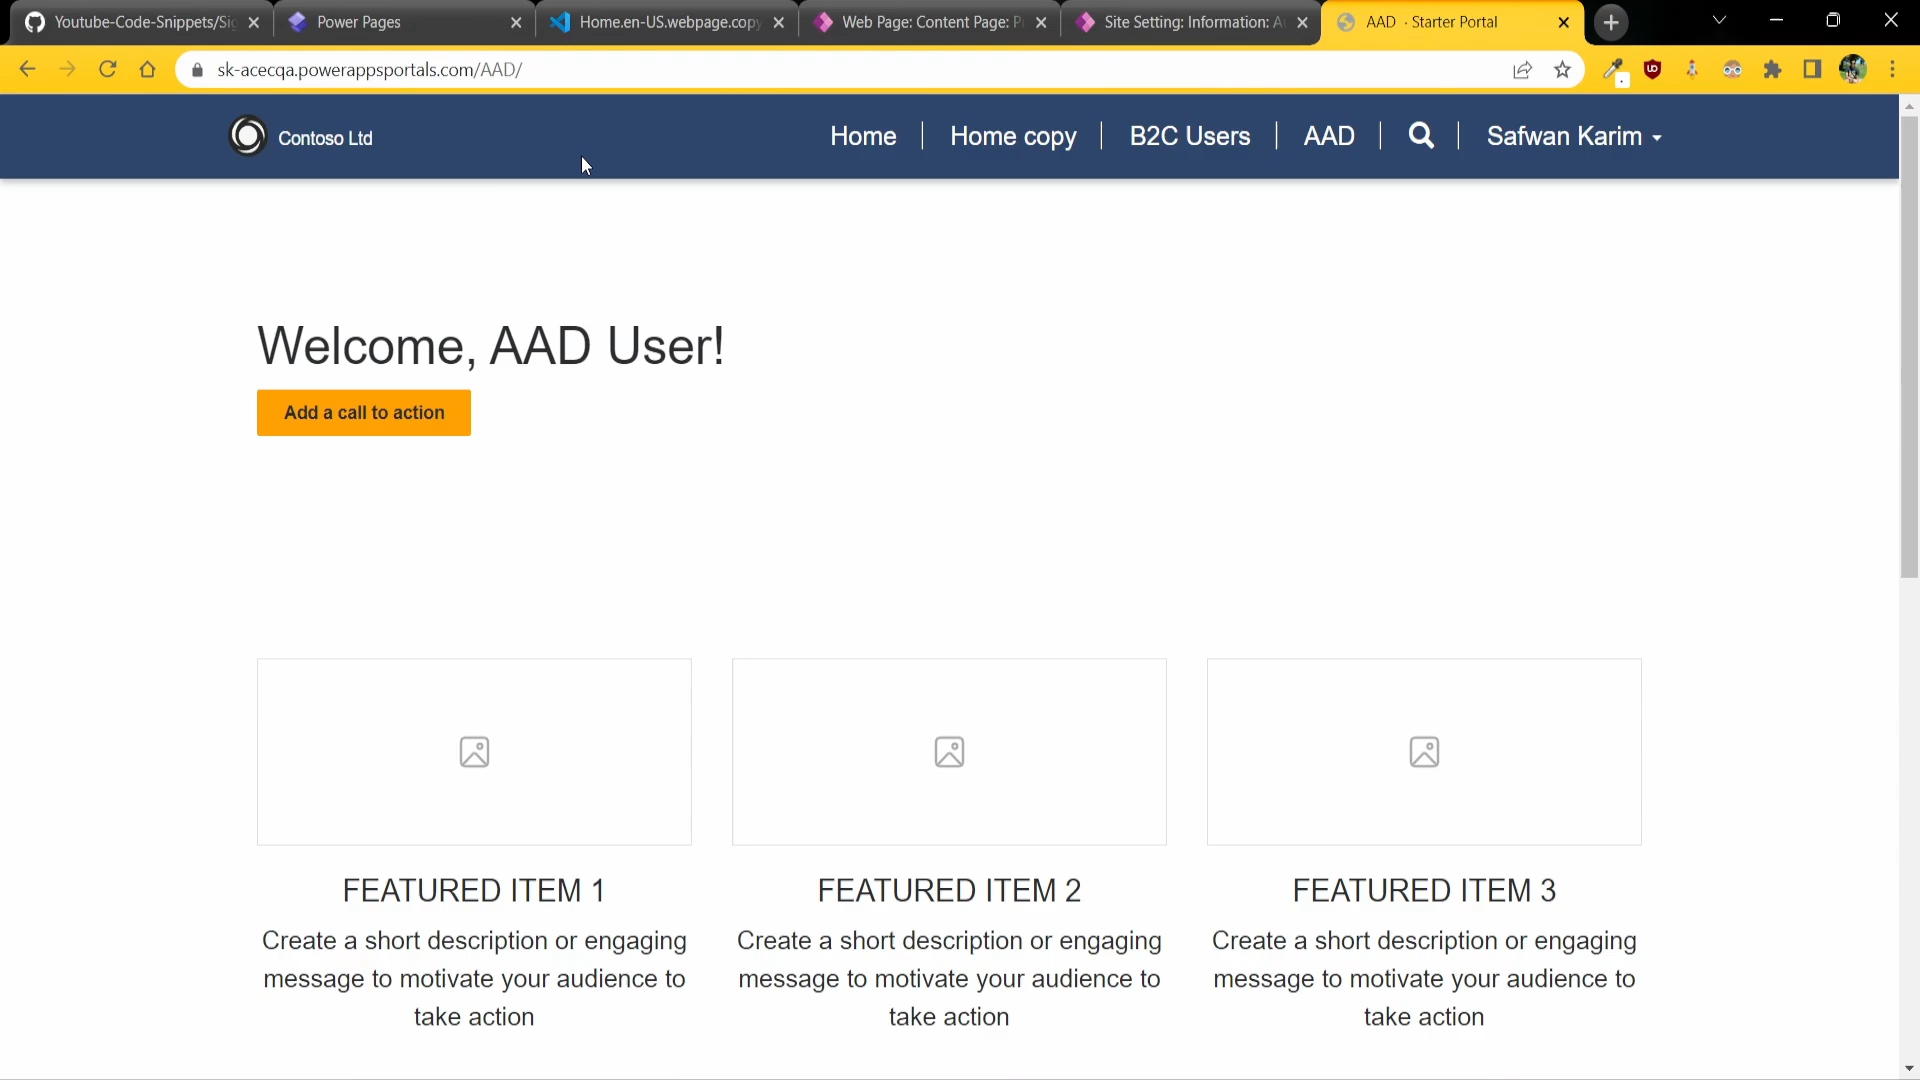 Youtube-Code-Snippets/Sig
Power Pages
Home.en-US.webpage.copy
Web Page: Content Page: P
Site Setting: Information: A
AAD · Starter Portal
sk-acecqa.powerappsportals.com/AAD/
Contoso Ltd
Home
Home copy
B2C Users
AAD
Safwan Karim
Welcome, AAD User!
Add a call to action
FEATURED ITEM 1
Create a short description or engaging
message to motivate your audience to
take action
FEATURED ITEM 2
Create a short description or engaging
message to motivate your audience to
take action
FEATURED ITEM 3
Create a short description or engaging
message to motivate your audience to
take action